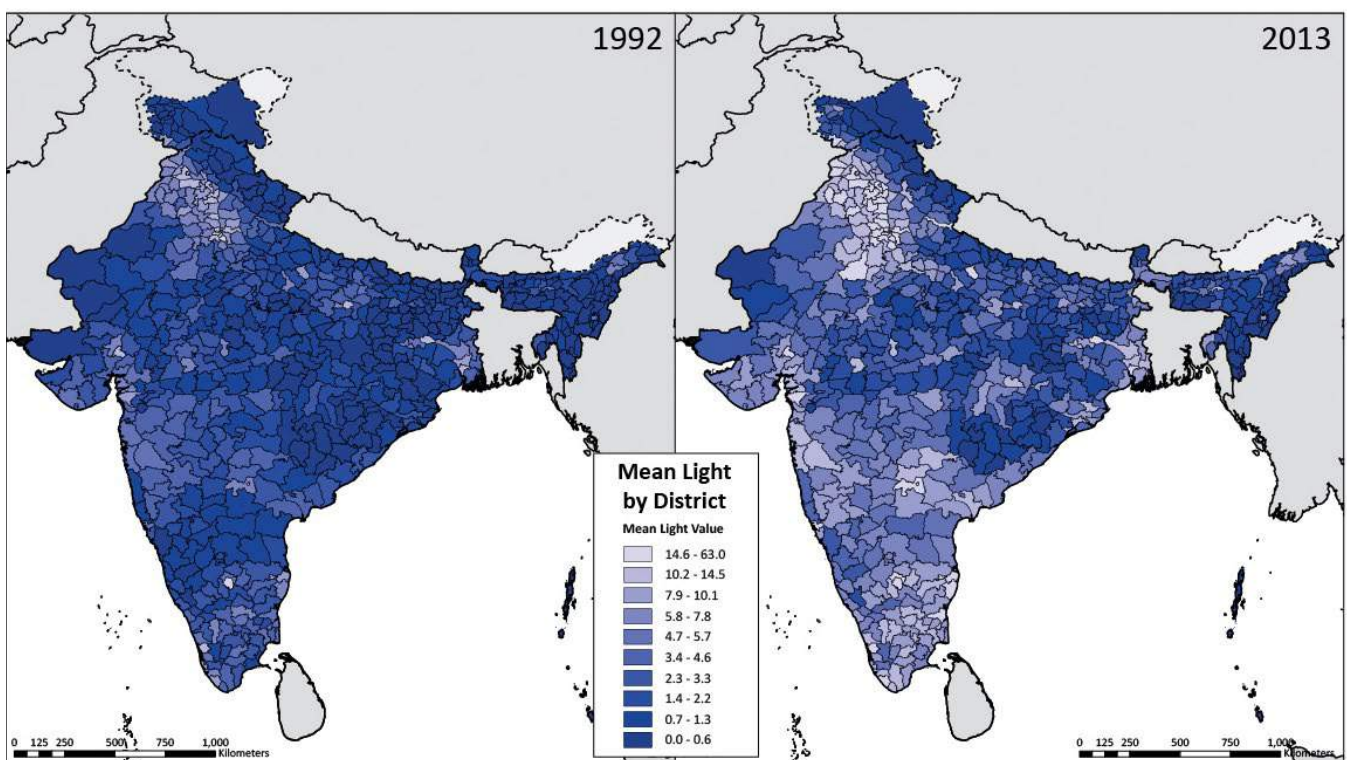 1992
2013
Mean Light
by District
Mean Light Value
14.6 - 63.0
10.2 - 14.5
7.9 - 10.1
5.8 - 7.8
4.7 - 5.7
3.4 - 4.6
2.3 - 3.3
1.4 - 2.2
0.7 - 1.3
0.0 - 0.6
0 125 250 500 750 1,000
Kilometers
0 125 250 500 750 1,000
Kilometers